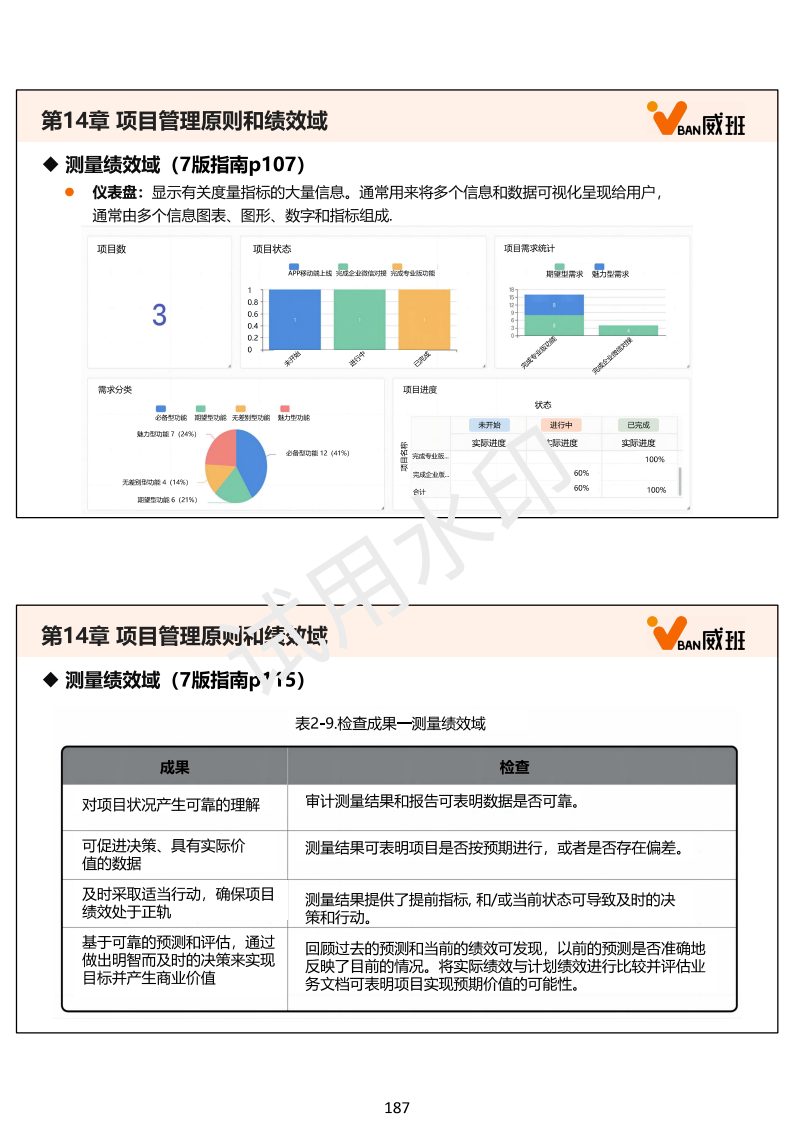 第14章 项目管理原则和绩效域
BAN威班
◆ 测量绩效域（7版指南p107）
仪表盘：显示有关度量指标的大量信息。通常用来将多个信息和数据可视化呈现给用户，
通常由多个信息图表、图形、数字和指标组成.
项目数
3
项目状态
APP移动端上线 完成企业微信对接 完成专业版功能
1
0.8
0.6
0.4
0.2
0
1 1 1
未开始 进行中 已完成
项目需求统计
期望型需求 魅力型需求
18
15
12
9
6
3
0
8
8
4
完成专业版功能 完成企业微信对接
需求分类
必备型功能 期望型功能 无差别型功能 魅力型功能
魅力型功能 7（24%）
必备型功能 12（41%）
无差别型功能 4（14%）
期望型功能 6（21%）
项目进度
状态
项目名称
未开始 进行中 已完成
实际进度 实际进度 实际进度
完成专业版... 100%
完成企业版... 60%
合计 60% 100%
试用水印
第14章 项目管理原则和绩效域
BAN威班
◆ 测量绩效域（7版指南p115）
表2-9.检查成果—测量绩效域
成果 检查
对项目状况产生可靠的理解 审计测量结果和报告可表明数据是否可靠。
可促进决策、具有实际价
值的数据
测量结果可表明项目是否按预期进行，或者是否存在偏差。
及时采取适当行动，确保项目
绩效处于正轨
测量结果提供了提前指标, 和/或当前状态可导致及时的决
策和行动。
基于可靠的预测和评估，通过
做出明智而及时的决策来实现
目标并产生商业价值
回顾过去的预测和当前的绩效可发现，以前的预测是否准确地
反映了目前的情况。将实际绩效与计划绩效进行比较并评估业
务文档可表明项目实现预期价值的可能性。
187